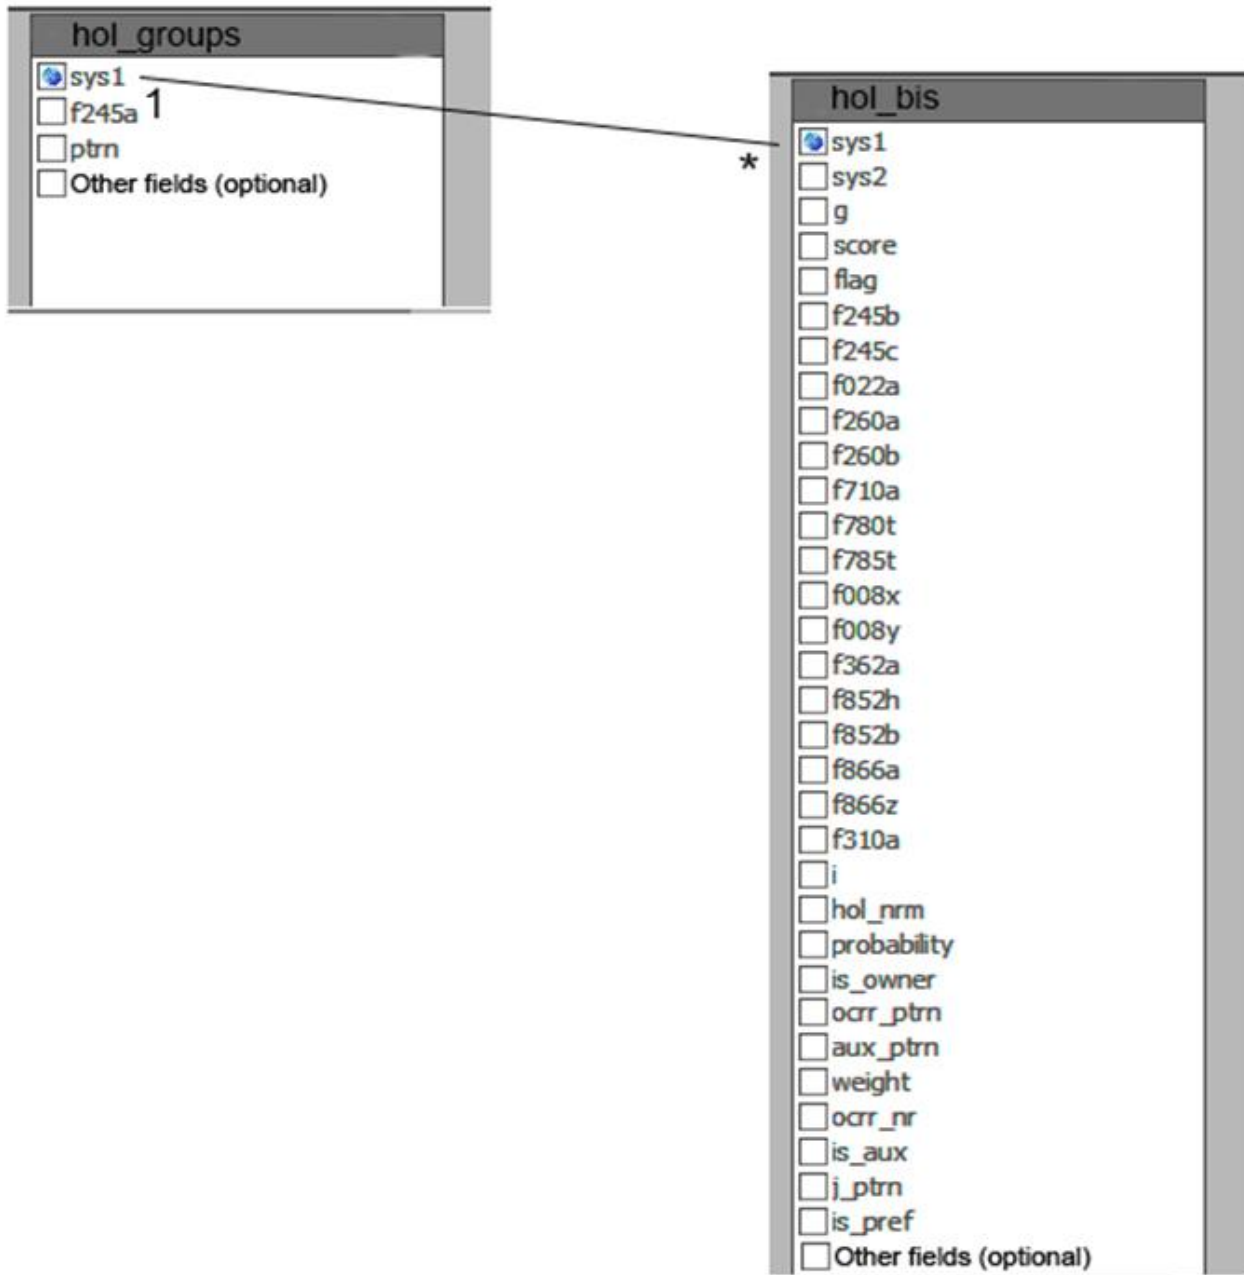 hol_groups
sys1
f245a
1
ptrn
Other fields (optional)
*
hol_bis
sys1
sys2
g
score
flag
f245b
f245c
f022a
f260a
f260b
f710a
f780t
f785t
f008x
f008y
f362a
f852h
f852b
f866a
f866z
f310a
i
hol_nrm
probability
is_owner
ocrr_ptrn
aux_ptrn
weight
ocrr_nr
is_aux
j_ptrn
is_pref
Other fields (optional)